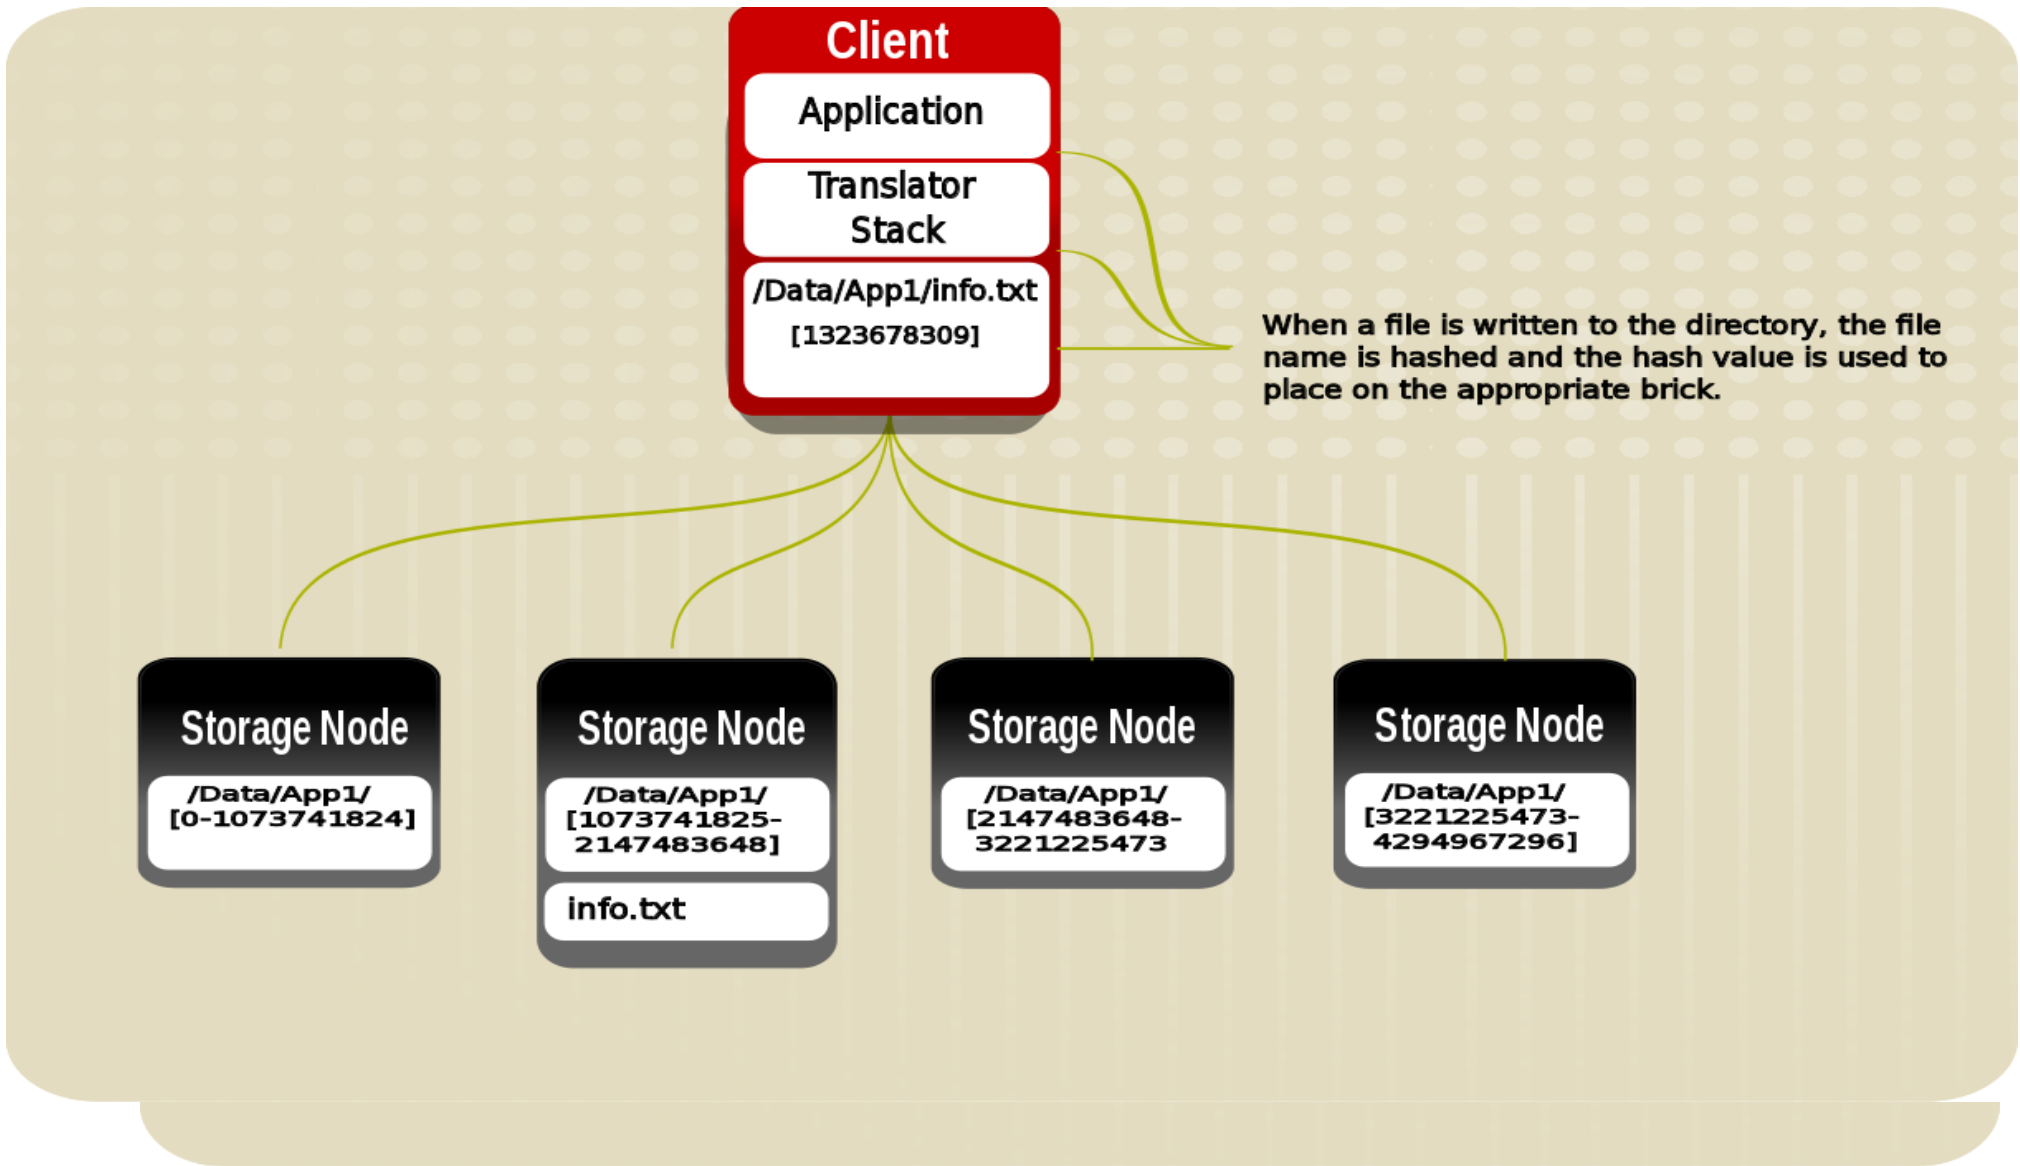 Client
Application
Translator
Stack
/Data/App1/info.txt
[1323678309]
When a file is written to the directory, the file
name is hashed and the hash value is used to
place on the appropriate brick.
Storage Node
/Data/App1/
[0-1073741824]
Storage Node
/Data/App1/
[1073741825-
2147483648]
info.txt
Storage Node
/Data/App1/
[2147483648-
3221225473
Storage Node
/Data/App1/
[3221225473-
4294967296]